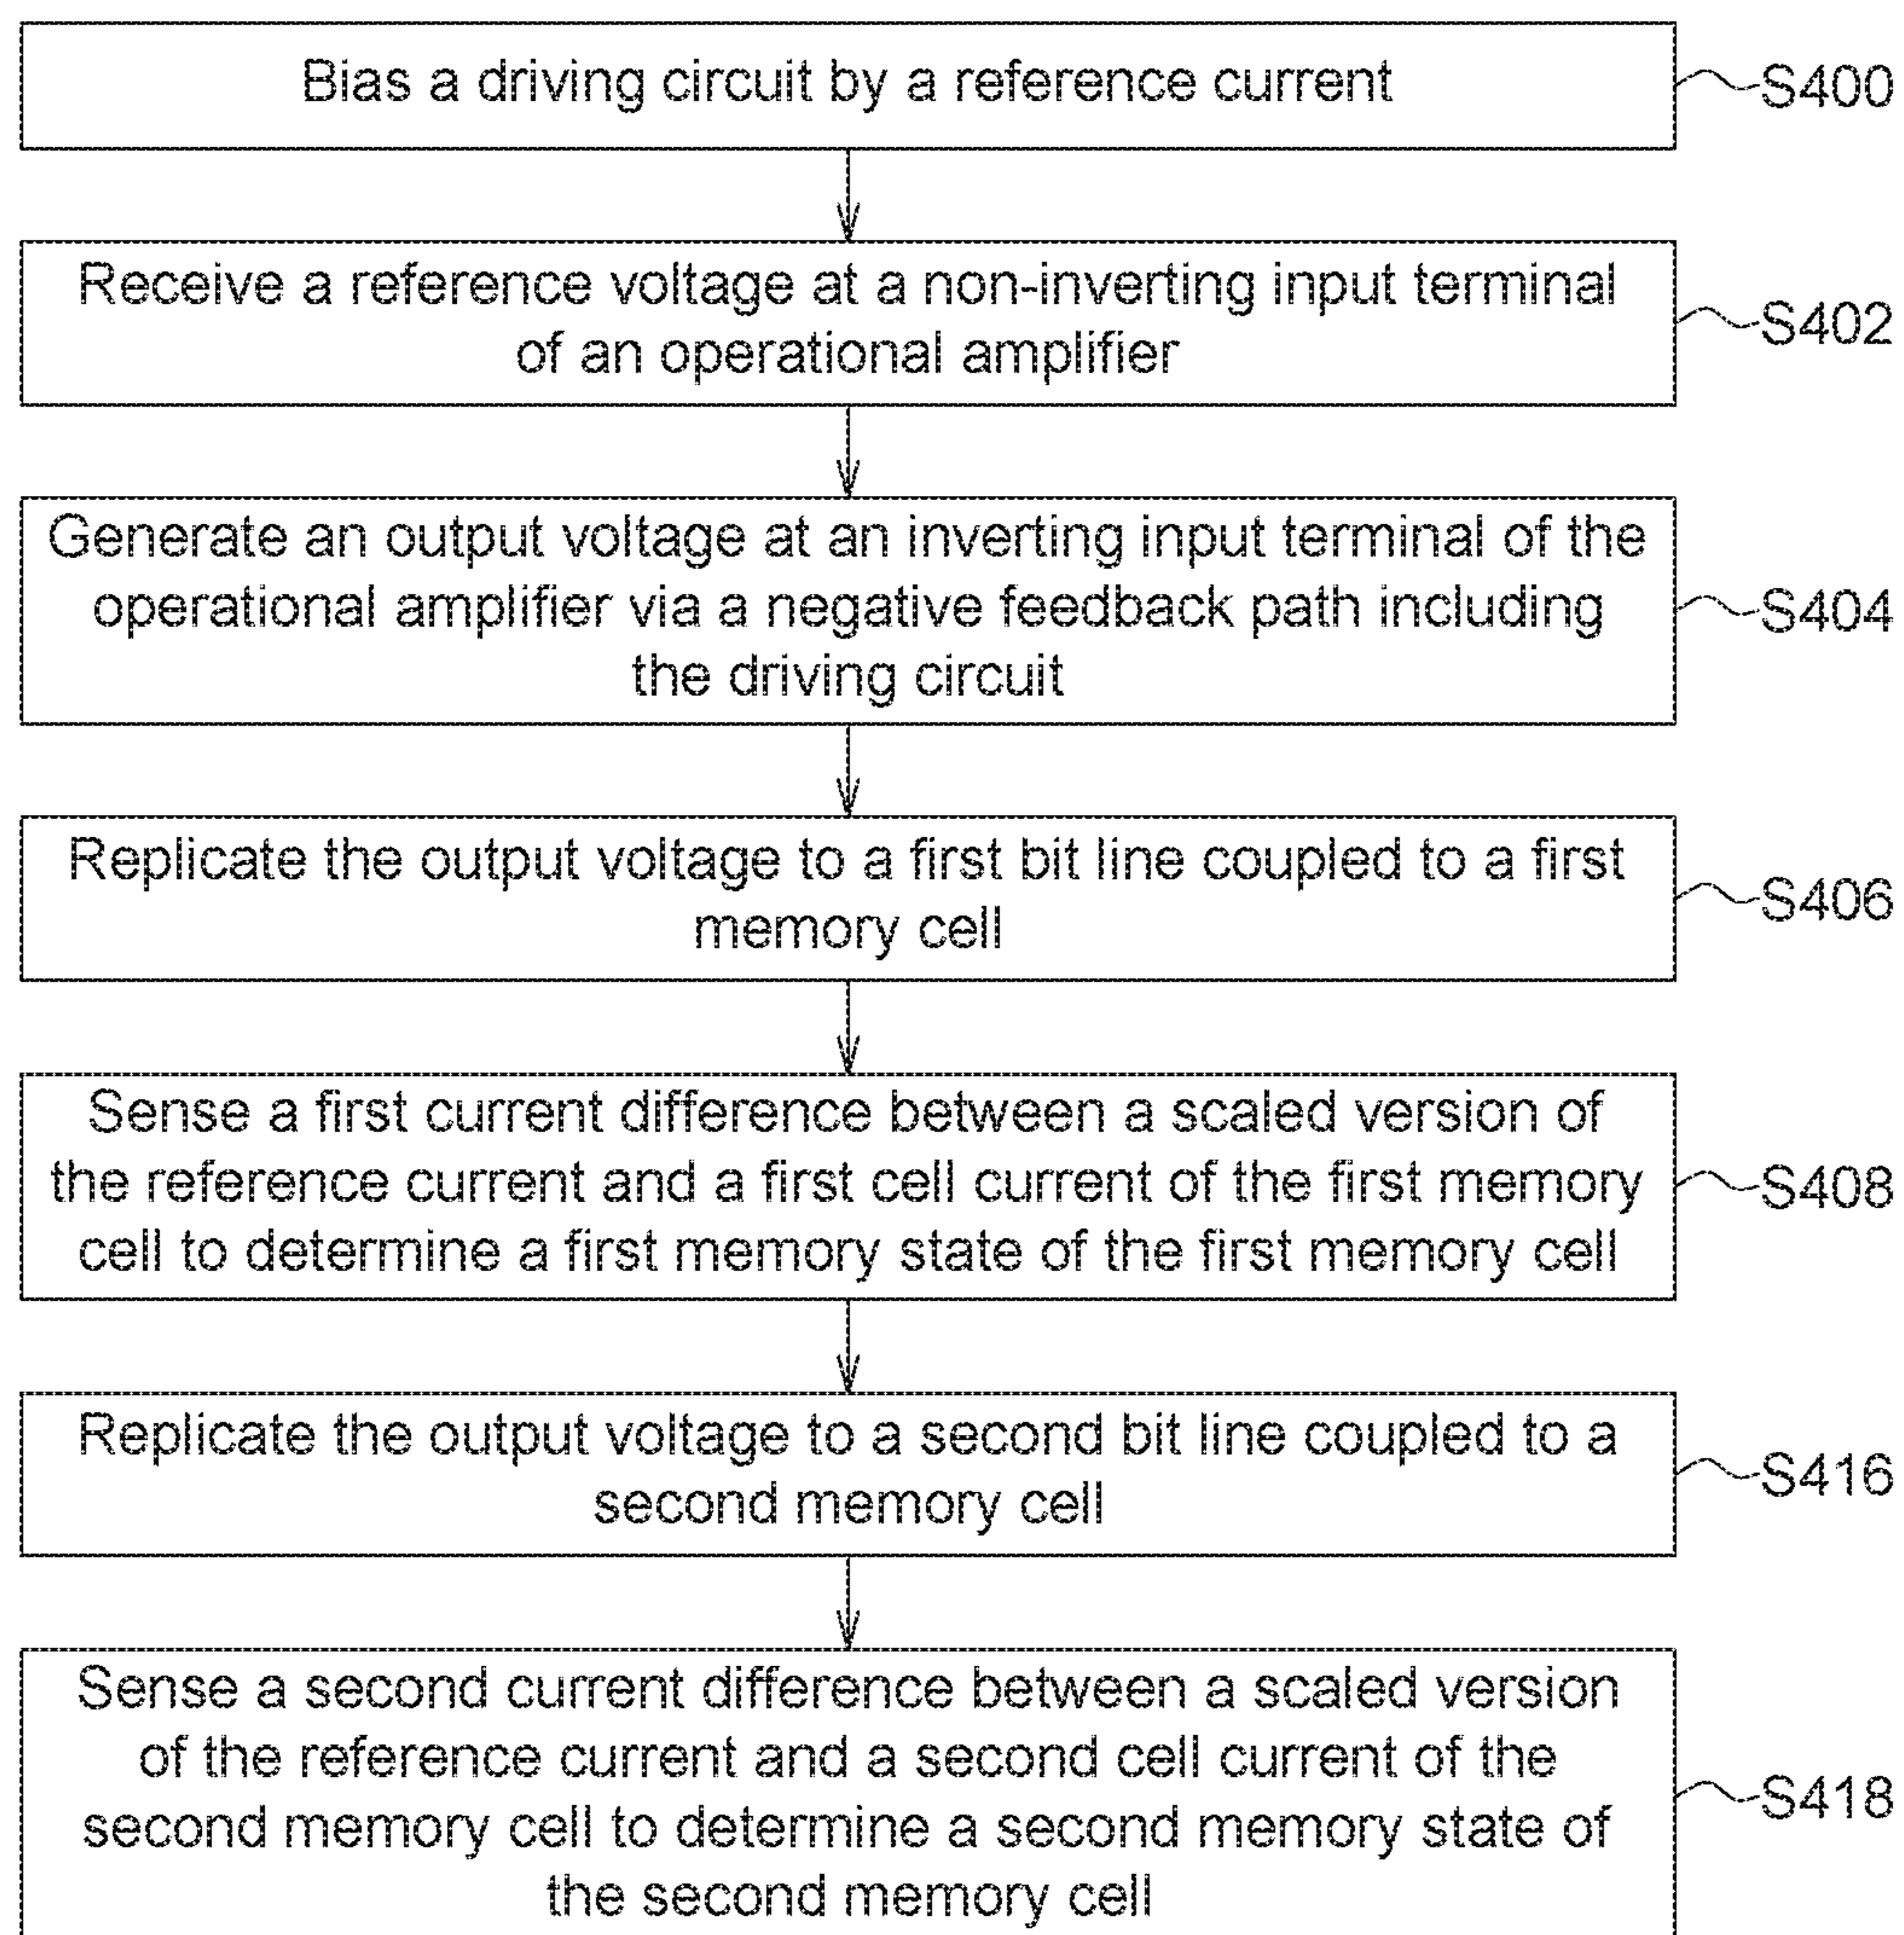 Bias a driving circuit by a reference current
S400
Receive a reference voltage at a non-inverting input terminal
of an operational amplifier
S402
Generate an output voltage at an inverting input terminal of the
operational amplifier via a negative feedback path including
the driving circuit
S404
Replicate the output voltage to a first bit line coupled to a first
memory cell
S406
Sense a first current difference between a scaled version of
the reference current and a first cell current of the first memory
cell to determine a first memory state of the first memory cell
S408
Replicate the output voltage to a second bit line coupled to a
second memory cell
S416
Sense a second current difference between a scaled version
of the reference current and a second cell current of the
second memory cell to determine a second memory state of
the second memory cell
S418